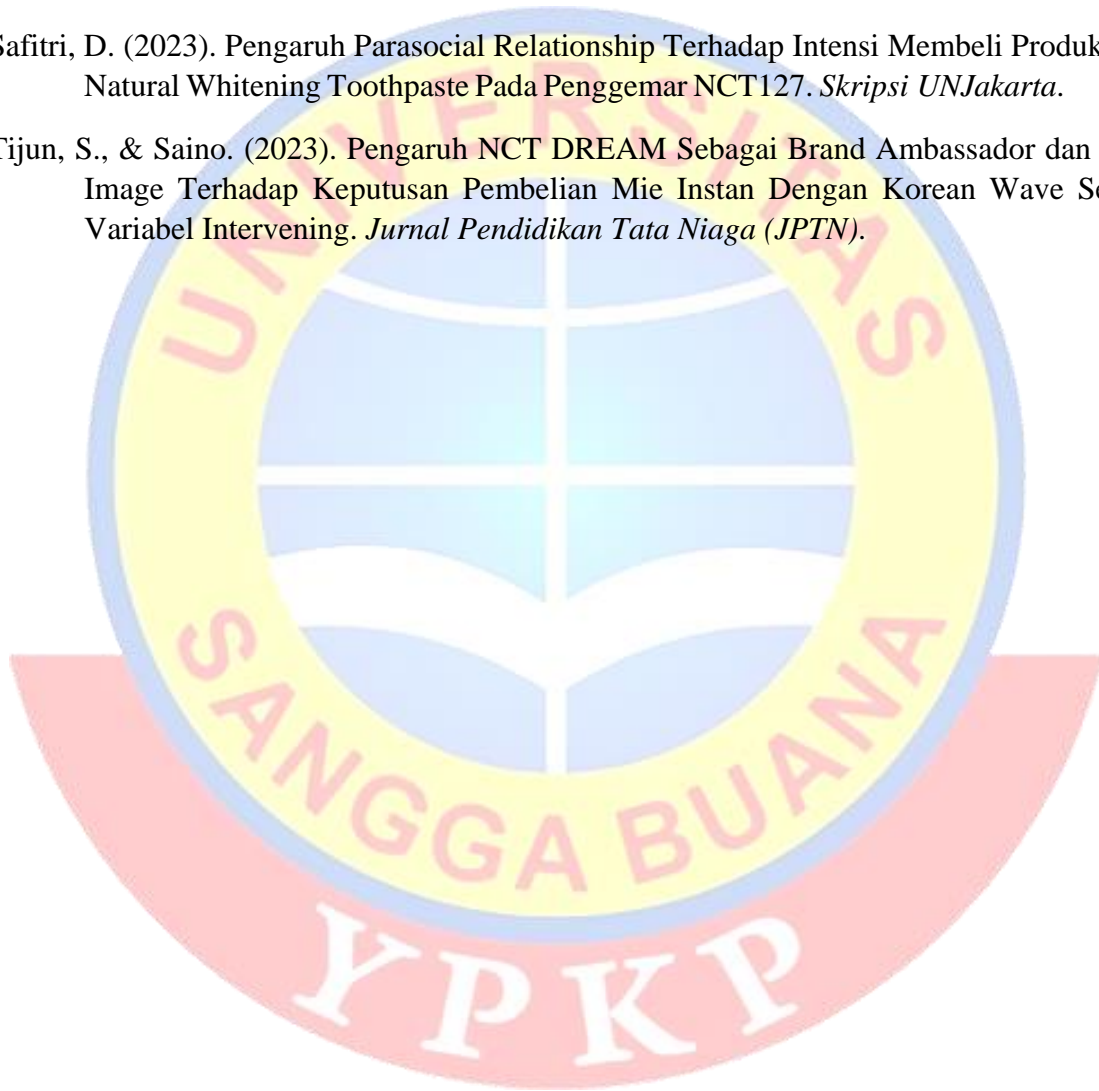 Safitri, D. (2023). Pengaruh Parasocial Relationship Terhadap Intensi Membeli Produk
Natural Whitening Toothpaste Pada Penggemar NCT127. Skripsi UNJakarta.
Tijun, S., & Saino. (2023). Pengaruh NCT DREAM Sebagai Brand Ambassador dan
Image Terhadap Keputusan Pembelian Mie Instan Dengan Korean Wave Se
Variabel Intervening. Jurnal Pendidikan Tata Niaga (JPTN).
UNIVERSITAS
SANGGA BUANA
YPKP